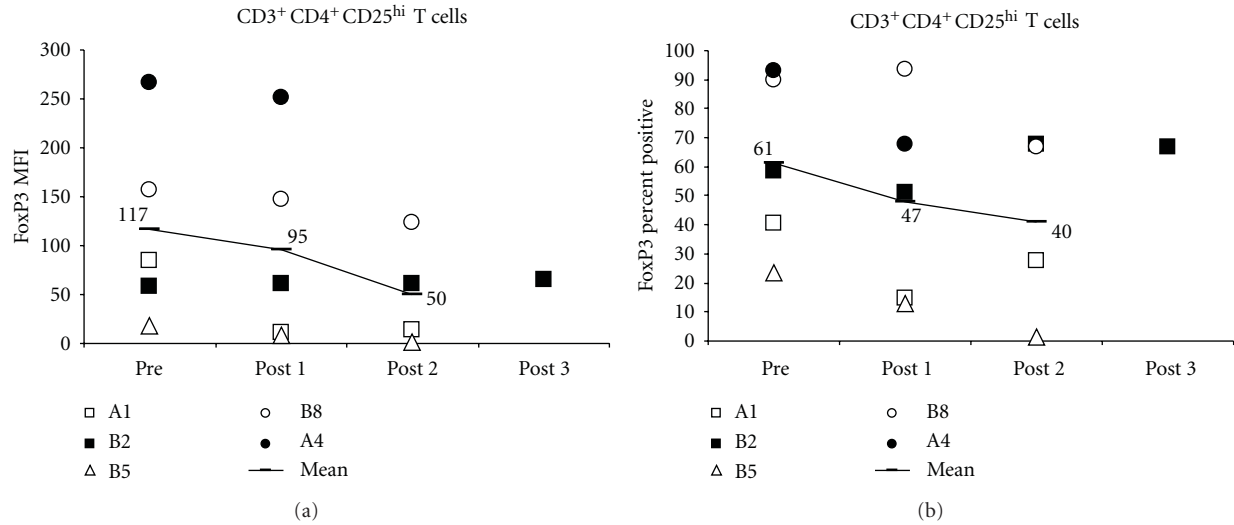 CD3⁺ CD4⁺ CD25ʰⁱ T cells
300
250
200
150
100
50
0
FoxP3 MFI
117
95
50
Pre Post 1 Post 2 Post 3
A1 B8
B2 A4
B5 Mean
(a)
CD3⁺ CD4⁺ CD25ʰⁱ T cells
100
90
80
70
60
50
40
30
20
10
0
FoxP3 percent positive
61
47
40
Pre Post 1 Post 2 Post 3
A1 B8
B2 A4
B5 Mean
(b)